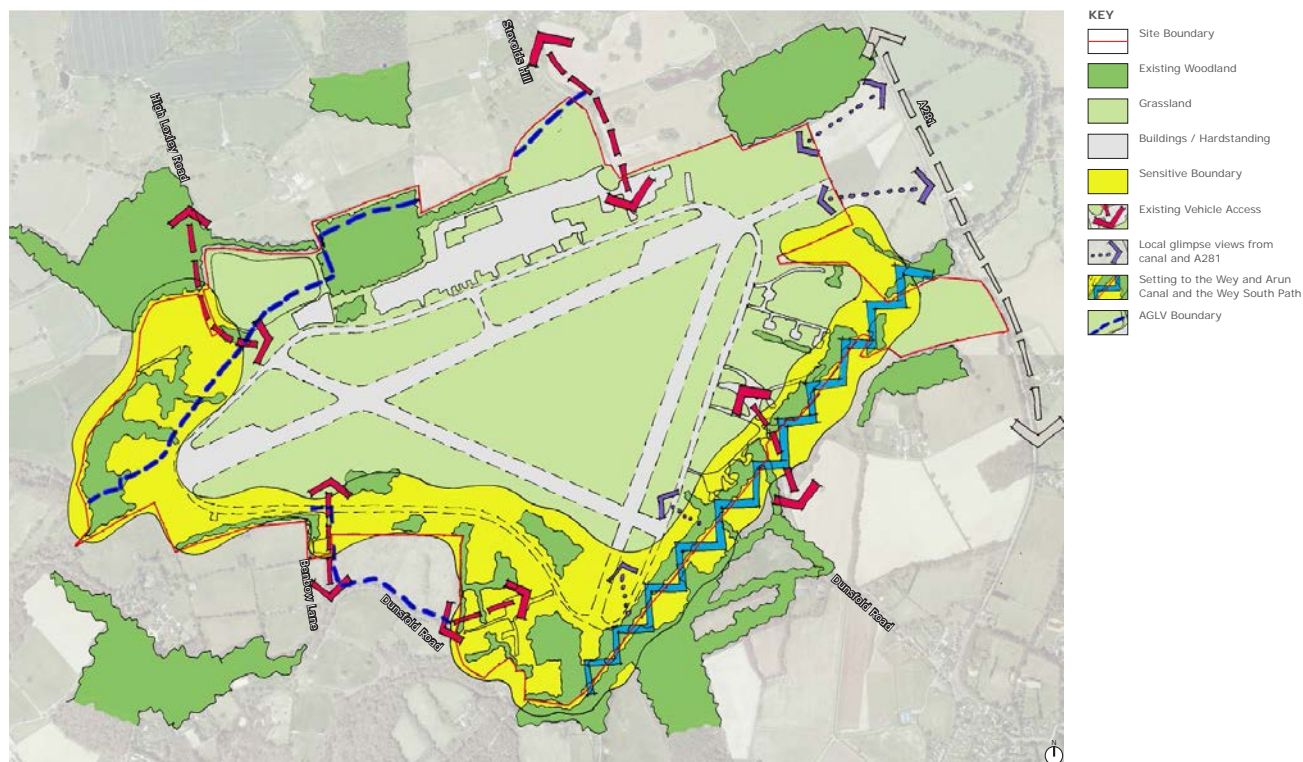 KEY
Site Boundary
Existing Woodland
Grassland
Buildings / Hardstanding
Sensitive Boundary
Existing Vehicle Access
Local glimpse views from
canal and A281
Setting to the Wey and Arun
Canal and the Wey South Path
AGLV Boundary
Stovolds Hill
High Loxley Road
A281
Benbow Lane
Dunsfold Road
Dunsfold Road
N